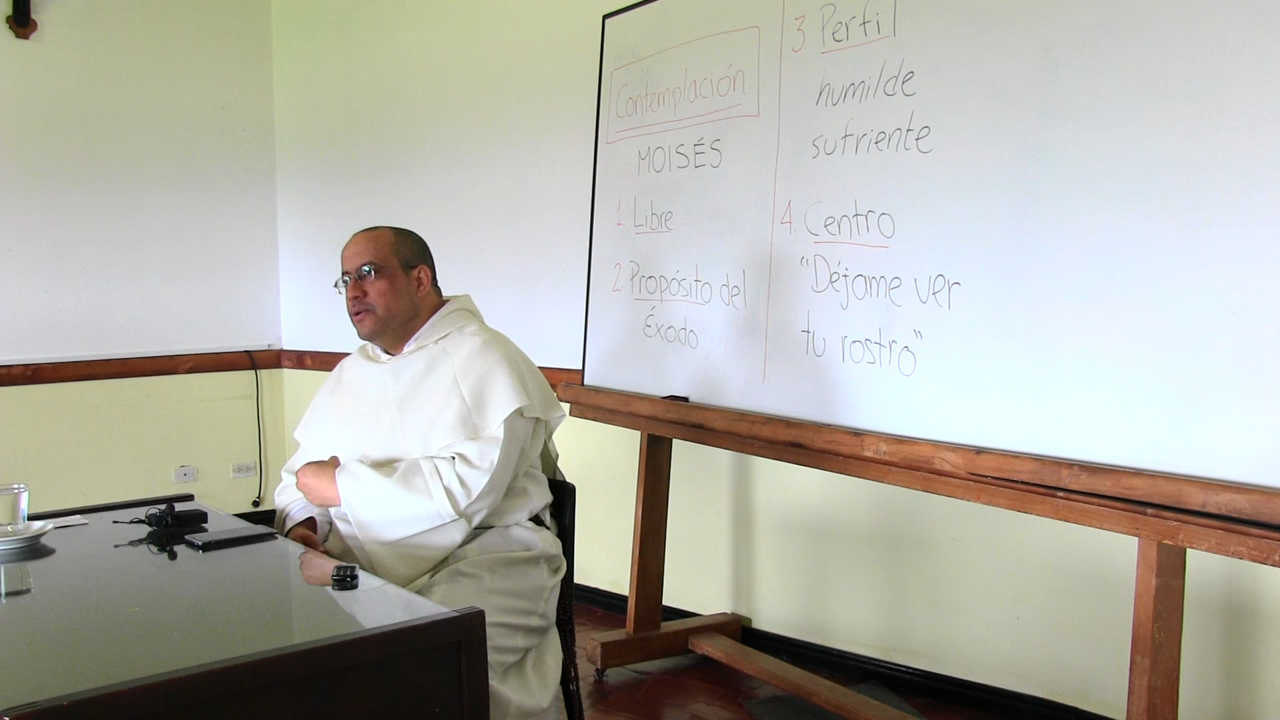 Contemplación
MOISÉS
1. Libre
2. Propósito del
Éxodo
3. Perfil
humilde
sufriente
4. Centro
"Déjame ver
tu rostro"